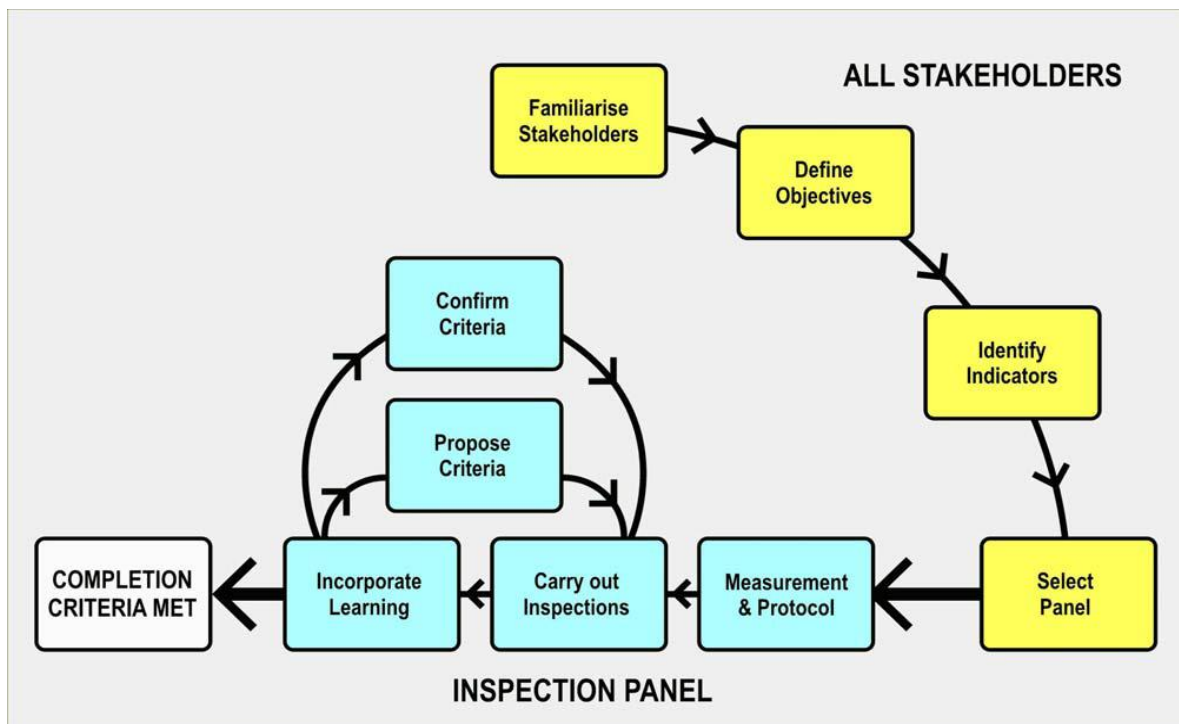 ALL STAKEHOLDERS
Familiarise
Stakeholders
Define
Objectives
Identify
Indicators
Select
Panel
Measurement
& Protocol
Carry out
Inspections
Incorporate
Learning
Propose
Criteria
Confirm
Criteria
COMPLETION
CRITERIA MET
INSPECTION PANEL